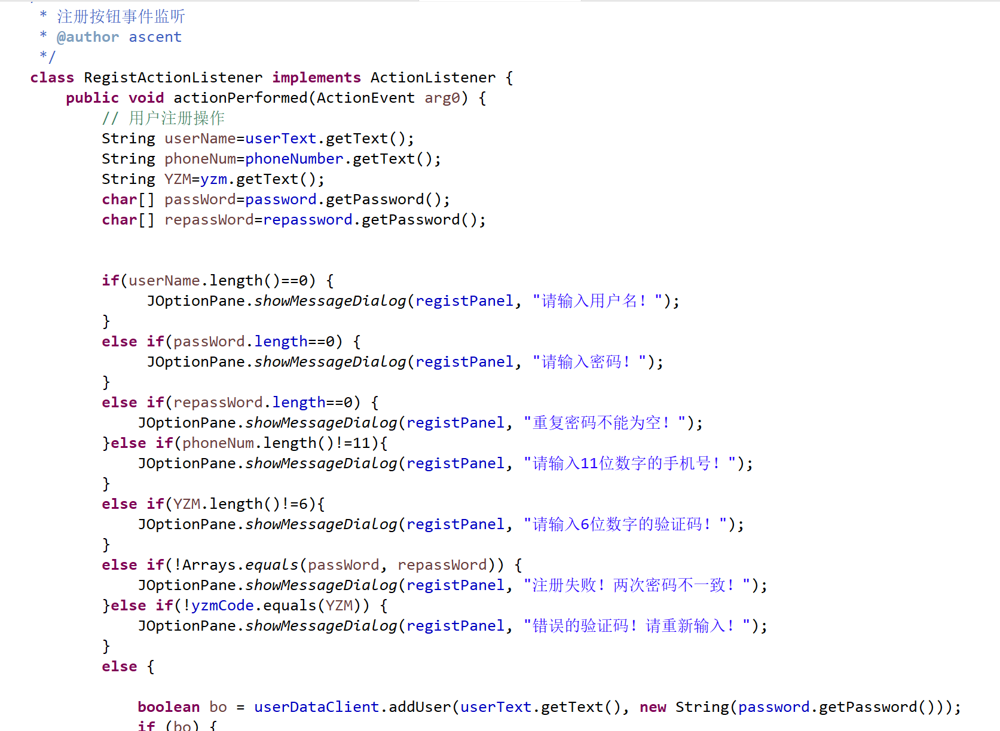 * 注册按钮事件监听
* @author ascent
*/
class RegistActionListener implements ActionListener {
public void actionPerformed(ActionEvent arg0) {
// 用户注册操作
String userName=userText.getText();
String phoneNum=phoneNumber.getText();
String YZM=yzm.getText();
char[] passWord=password.getPassword();
char[] repassWord=repassword.getPassword();
if(userName.length()==0) {
JOptionPane.showMessageDialog(registPanel, "请输入用户名！");
}
else if(passWord.length==0) {
JOptionPane.showMessageDialog(registPanel, "请输入密码！");
}
else if(repassWord.length==0) {
JOptionPane.showMessageDialog(registPanel, "重复密码不能为空！");
}else if(phoneNum.length()!=11){
JOptionPane.showMessageDialog(registPanel, "请输入11位数字的手机号！");
}
else if(YZM.length()!=6){
JOptionPane.showMessageDialog(registPanel, "请输入6位数字的验证码！");
}
else if(!Arrays.equals(passWord, repassWord)) {
JOptionPane.showMessageDialog(registPanel, "注册失败！两次密码不一致！");
}else if(!yzmCode.equals(YZM)) {
JOptionPane.showMessageDialog(registPanel, "错误的验证码！请重新输入！");
}
else {
boolean bo = userDataClient.addUser(userText.getText(), new String(password.getPassword()));
if (bo) {